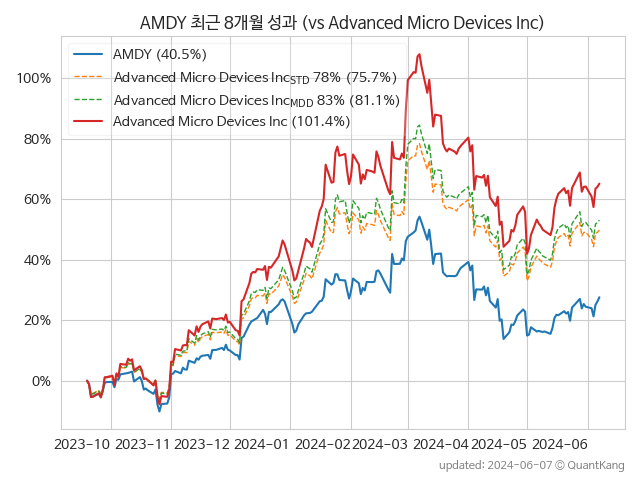 AMDY 최근 8개월 성과 (vs Advanced Micro Devices Inc)
AMDY (40.5%)
Advanced Micro Devices Inc_STD 78% (75.7%)
Advanced Micro Devices Inc_MDD 83% (81.1%)
Advanced Micro Devices Inc (101.4%)
100%
80%
60%
40%
20%
0%
2023-10 2023-11 2023-12 2024-01 2024-02 2024-03 2024-04 2024-05 2024-06
updated: 2024-06-07 © QuantKang